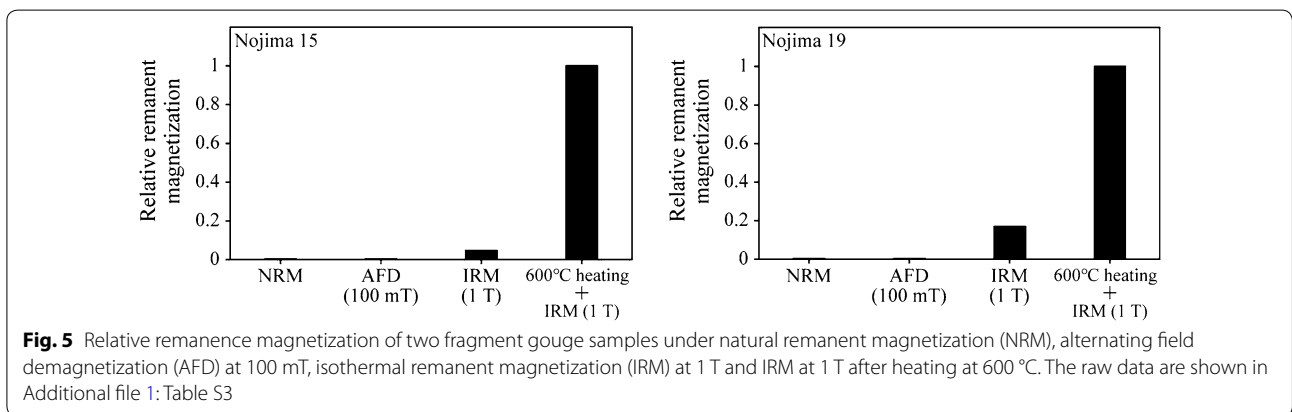 Nojima 15
Relative remanent
magnetization
1
0.8
0.6
0.4
0.2
0
NRM
AFD
(100 mT)
IRM
(1 T)
600°C heating
+
IRM (1 T)
Nojima 19
Relative remanent
magnetization
1
0.8
0.6
0.4
0.2
0
NRM
AFD
(100 mT)
IRM
(1 T)
600°C heating
+
IRM (1 T)
Fig. 5 Relative remanence magnetization of two fragment gouge samples under natural remanent magnetization (NRM), alternating field
demagnetization (AFD) at 100 mT, isothermal remanent magnetization (IRM) at 1 T and IRM at 1 T after heating at 600 °C. The raw data are shown in
Additional file 1: Table S3